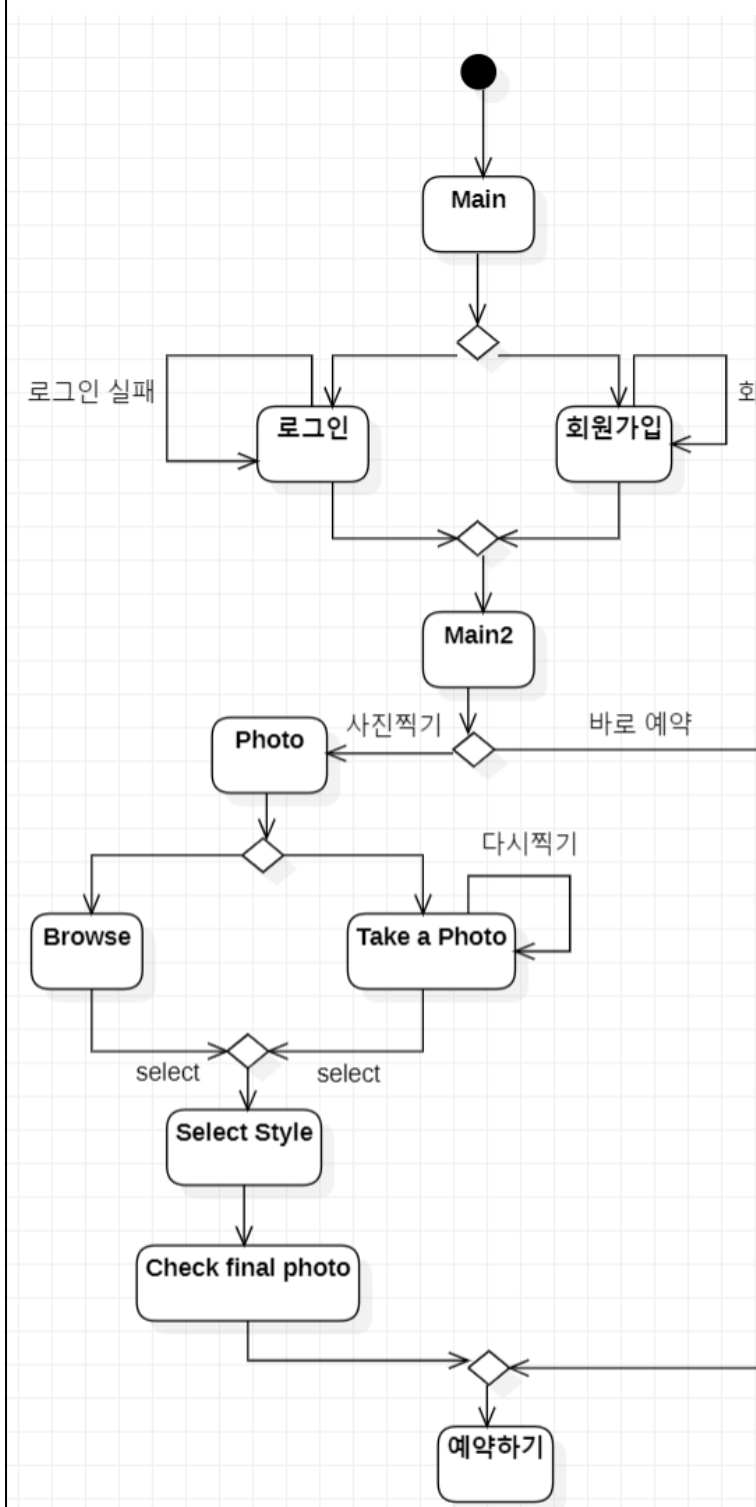 Main
로그인 실패
로그인
회원가입
회
Main2
사진찍기
바로 예약
Photo
다시찍기
Browse
Take a Photo
select
select
Select Style
Check final photo
예약하기